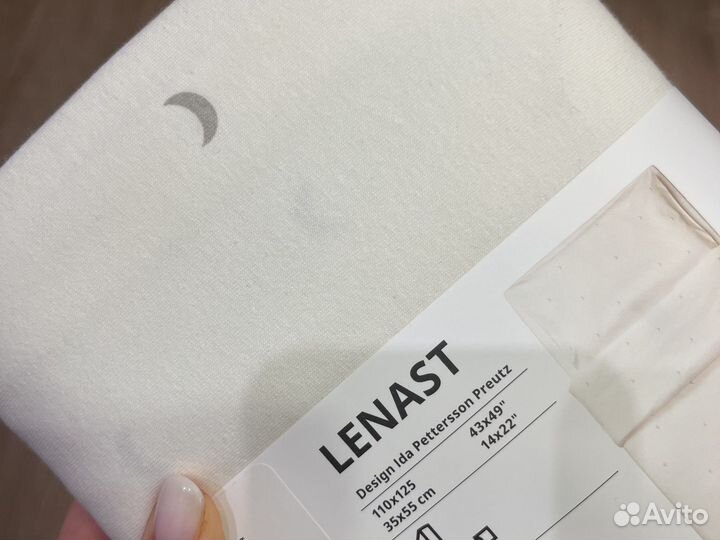 LENAST
Design Ida Pettersson Preutz
110x125 43x49"
35x55 cm 14x22"
Avito